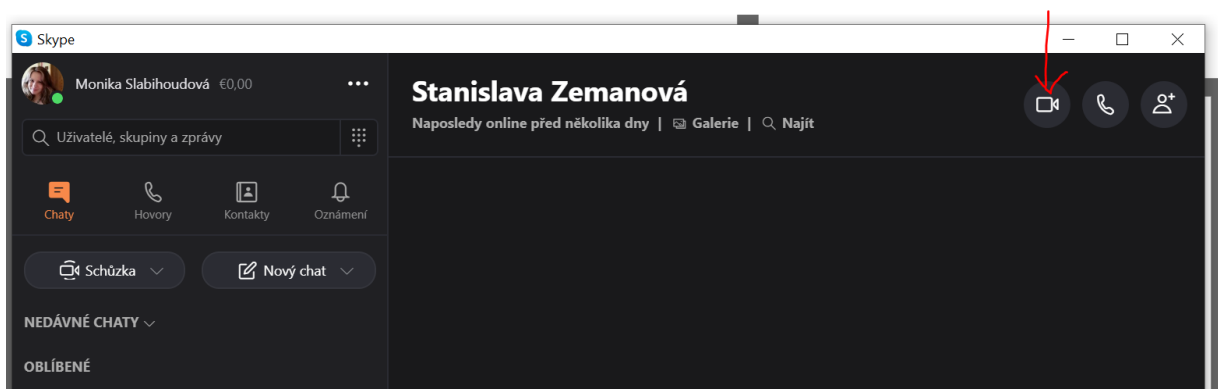 Skype
Monika Slabihoudová €0,00
Uživatelé, skupiny a zprávy
Chaty Hovory Kontakty Oznámení
Schůzka Nový chat
NEDÁVNÉ CHATY
OBLÍBENÉ
Stanislava Zemanová
Naposledy online před několika dny | Galerie | Najít